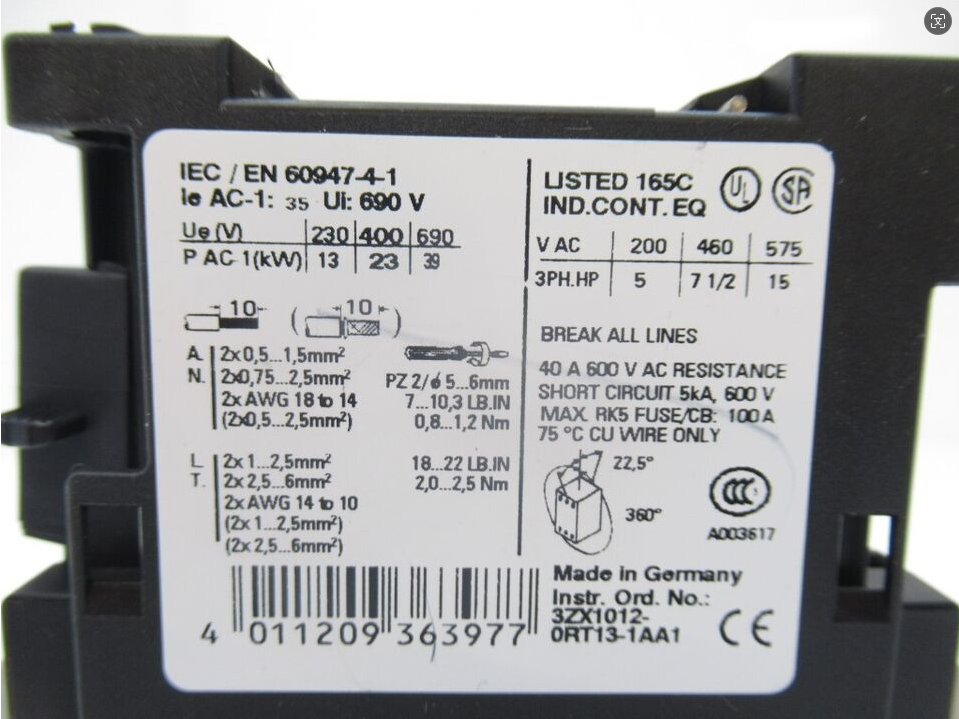 IEC / EN 60947-4-1
Ie AC-1: 35 Ui: 690 V
Ue (V) 230 400 690
P AC-1(kW) 13 23 39
10 ( 10 )
A. 2x0,5...1,5mm²
N. 2x0,75...2,5mm²
2x AWG 18 to 14
(2x0,5...2,5mm²)
PZ 2/ø 5...6mm
7...10,3 LB.IN
0,8...1,2 Nm
L 2x 1...2,5mm²
T. 2x 2,5...6mm²
2x AWG 14 to 10
(2x 1...2,5mm²)
(2x 2,5...6mm²)
18...22 LB.IN
2,0...2,5 Nm
4 011209 363977
LISTED 165C
IND.CONT. EQ
UL SA
V AC 200 460 575
3PH.HP 5 7 1/2 15
BREAK ALL LINES
40 A 600 V AC RESISTANCE
SHORT CIRCUIT 5kA, 600 V
MAX. RK5 FUSE/CB: 100 A
75 °C CU WIRE ONLY
22,5°
360°
CCC
A003617
Made in Germany
Instr. Ord. No.:
3ZX1012-
0RT13-1AA1
CE